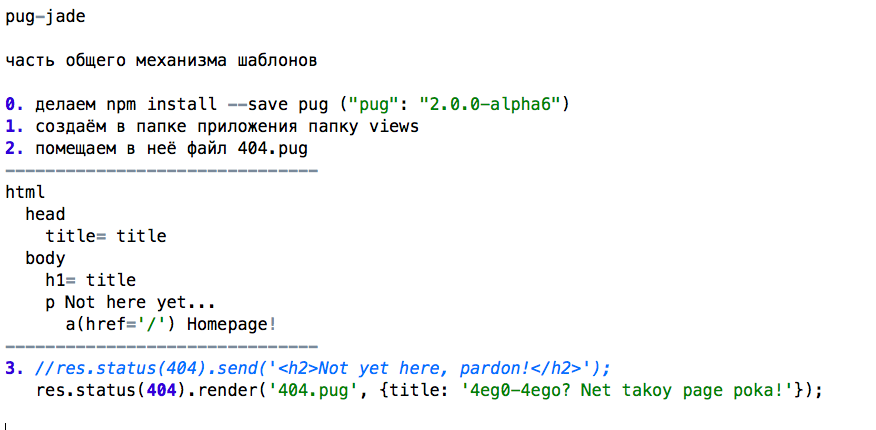 pug-jade
часть общего механизма шаблонов
0. делаем npm install --save pug ("pug": "2.0.0-alpha6")
1. создаём в папке приложения папку views
2. помещаем в неё файл 404.pug
-------------------------------
html
  head
    title= title
  body
    h1= title
    p Not here yet...
      a(href='/') Homepage!
-------------------------------
3. //res.status(404).send('<h2>Not yet here, pardon!</h2>');
   res.status(404).render('404.pug', {title: '4eg0-4ego? Net takoy page poka!'});